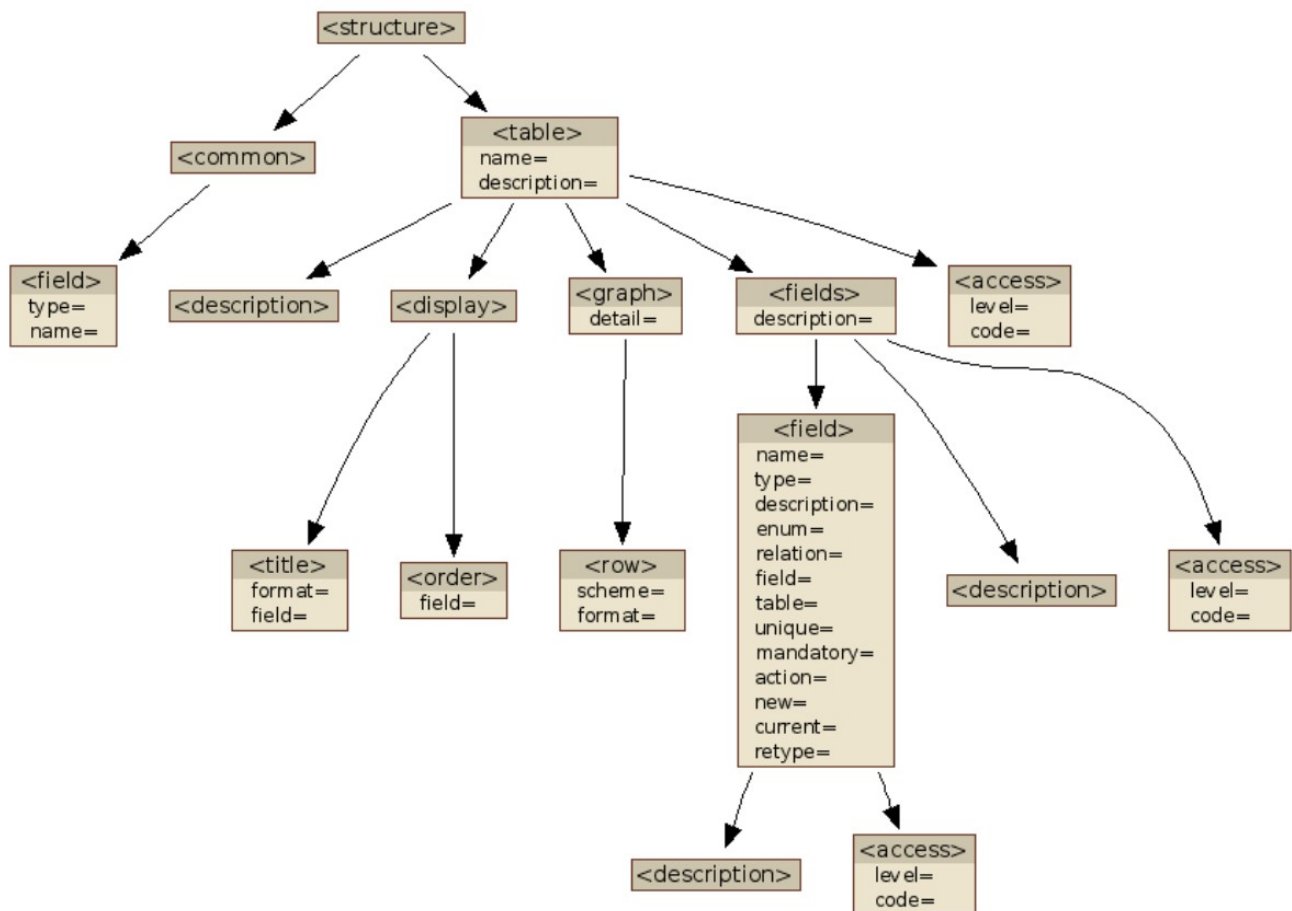 <structure>
<common>
<table>
name=
description=
<field>
type=
name=
<description>
<display>
<graph>
detail=
<fields>
description=
<access>
level=
code=
<title>
format=
field=
<order>
field=
<row>
scheme=
format=
<field>
name=
type=
description=
enum=
relation=
field=
table=
unique=
mandatory=
action=
new=
current=
retype=
<description>
<access>
level=
code=
<description>
<access>
level=
code=